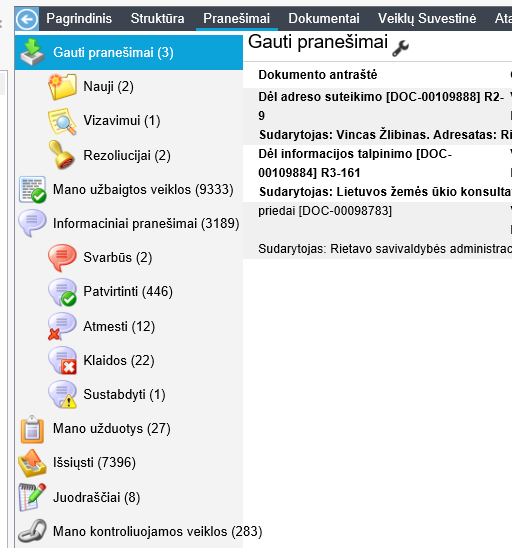 Pagrindinis Struktūra Pranešimai Dokumentai Veiklų Suvestinė
Gauti pranešimai (3)
Nauji (2)
Vizavimui (1)
Rezoliucijai (2)
Mano užbaigtos veiklos (9333)
Informaciniai pranešimai (3189)
Svarbūs (2)
Patvirtinti (446)
Atmesti (12)
Klaidos (22)
Sustabdyti (1)
Mano užduotys (27)
Išsiųsti (7396)
Juodraščiai (8)
Mano kontroliuojamos veiklos (283)
Gauti pranešimai
Dokumento antraštė
Dėl adreso suteikimo [DOC-00109888] R2-
9
Sudarytojas: Vincas Žlibinas. Adresatas: Ri
Dėl informacijos talpinimo [DOC-
00109884] R3-161
Sudarytojas: Lietuvos žemės ūkio konsulta
priedai [DOC-00098783]
Sudarytojas: Rietavo savivaldybės administrac